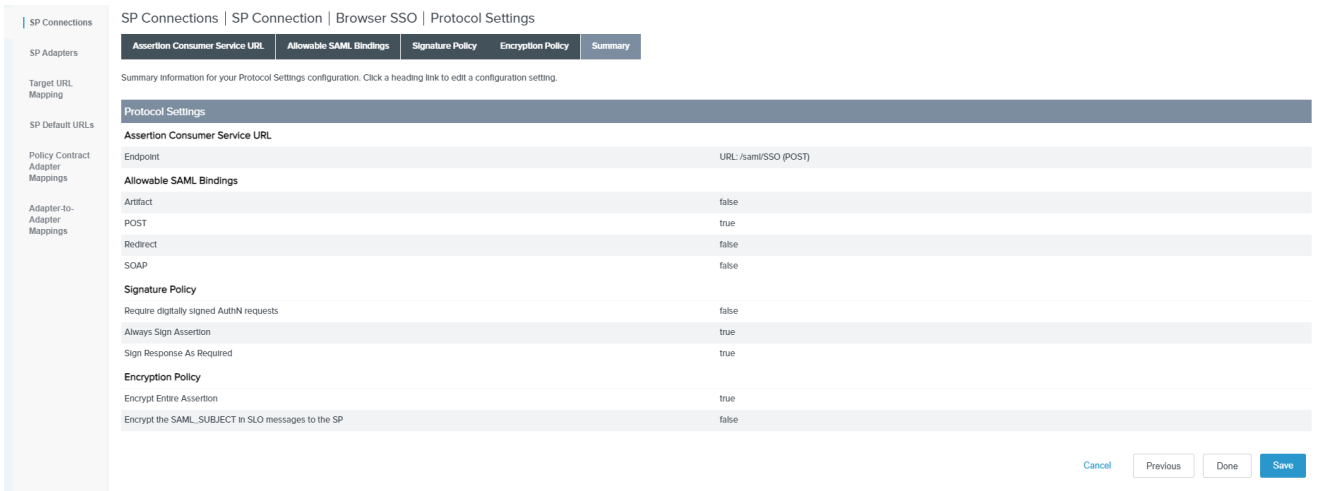 SP Connections
SP Adapters
Target URL
Mapping
SP Default URLs
Policy Contract
Adapter
Mappings
Adapter-to-
Adapter
Mappings
SP Connections | SP Connection | Browser SSO | Protocol Settings
Assertion Consumer Service URL Allowable SAML Bindings Signature Policy Encryption Policy Summary
Summary information for your Protocol Settings configuration. Click a heading link to edit a configuration setting.
Protocol Settings
Assertion Consumer Service URL
Endpoint URL: /saml/SSO (POST)
Allowable SAML Bindings
Artifact false
POST true
Redirect false
SOAP false
Signature Policy
Require digitally signed AuthN requests false
Always Sign Assertion true
Sign Response As Required true
Encryption Policy
Encrypt Entire Assertion true
Encrypt the SAML_SUBJECT in SLO messages to the SP false
Cancel Previous Done Save